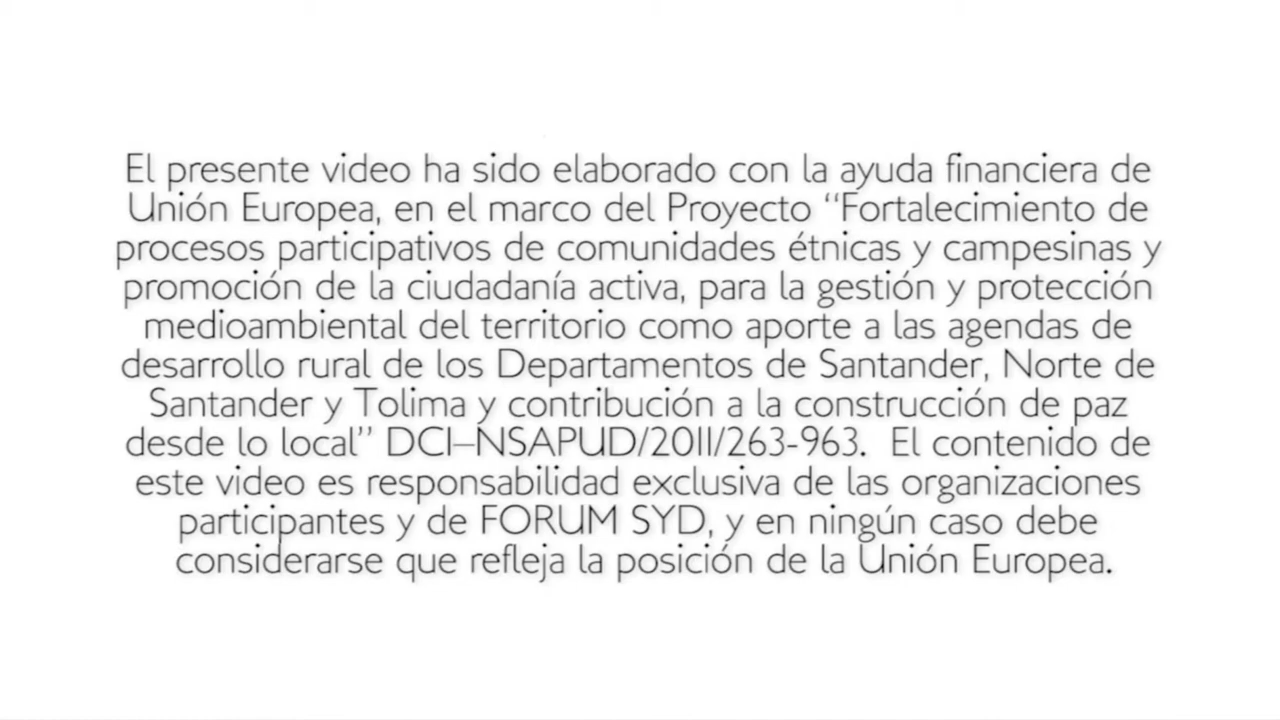 El presente video ha sido elaborado con la ayuda financiera de
Unión Europea, en el marco del Proyecto “Fortalecimiento de
procesos participativos de comunidades étnicas y campesinas y
promoción de la ciudadanía activa, para la gestión y protección
medioambiental del territorio como aporte a las agendas de
desarrollo rural de los Departamentos de Santander, Norte de
Santander y Tolima y contribución a la construcción de paz
desde lo local” DCI–NSAPUD/2011/263-963.  El contenido de
este video es responsabilidad exclusiva de las organizaciones
participantes y de FORUM SYD, y en ningún caso debe
considerarse que refleja la posición de la Unión Europea.